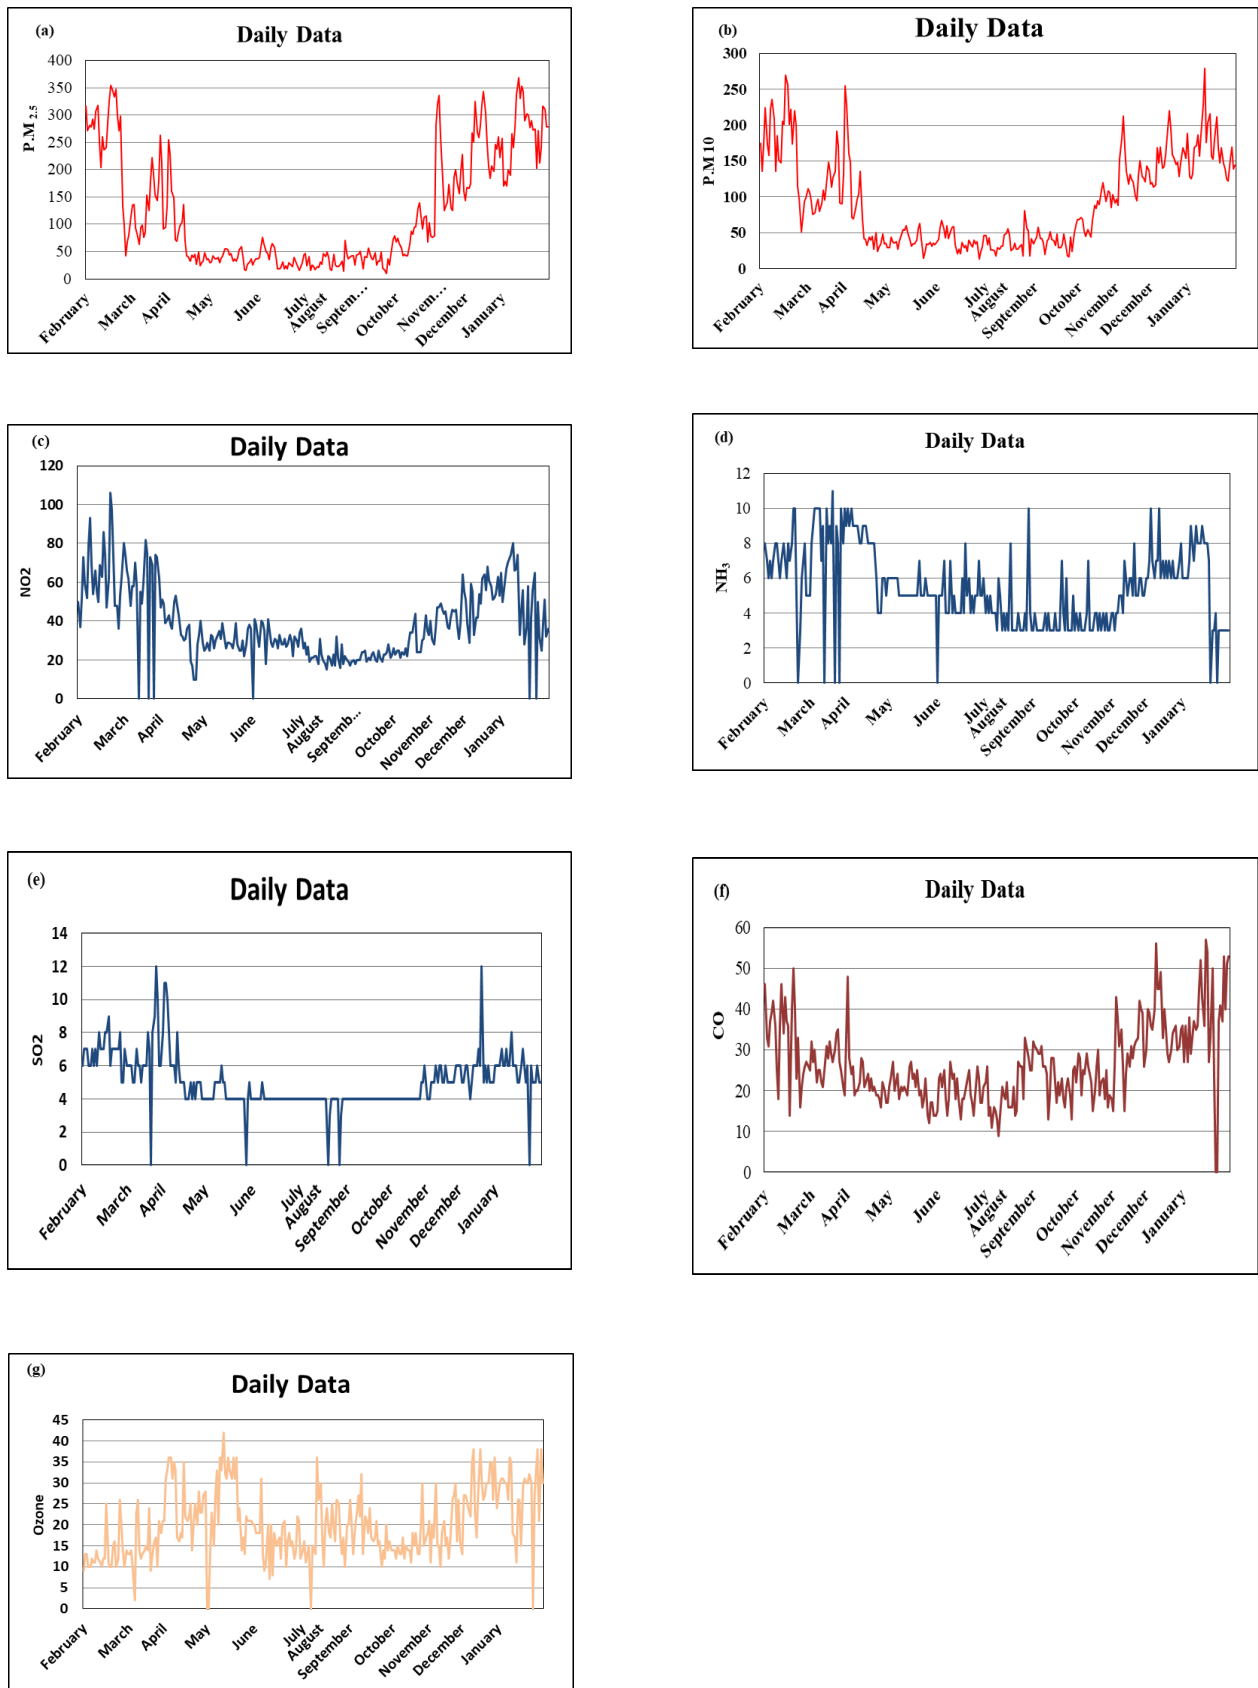 (a)
Daily Data
P.M 2.5
400
350
300
250
200
150
100
50
0
February
March
April
May
June
July
August
Septem...
October
Novem...
December
January
(b)
Daily Data
P.M 10
300
250
200
150
100
50
0
February
March
April
May
June
July
August
September
October
November
December
January
(c)
Daily Data
NO2
120
100
80
60
40
20
0
February
March
April
May
June
July
August
Septemb...
October
November
December
January
(d)
Daily Data
NH3
12
10
8
6
4
2
0
February
March
April
May
June
July
August
September
October
November
December
January
(e)
Daily Data
SO2
14
12
10
8
6
4
2
0
February
March
April
May
June
July
August
September
October
November
December
January
(f)
Daily Data
CO
60
50
40
30
20
10
0
February
March
April
May
June
July
August
September
October
November
December
January
(g)
Daily Data
Ozone
45
40
35
30
25
20
15
10
5
0
February
March
April
May
June
July
August
September
October
November
December
January